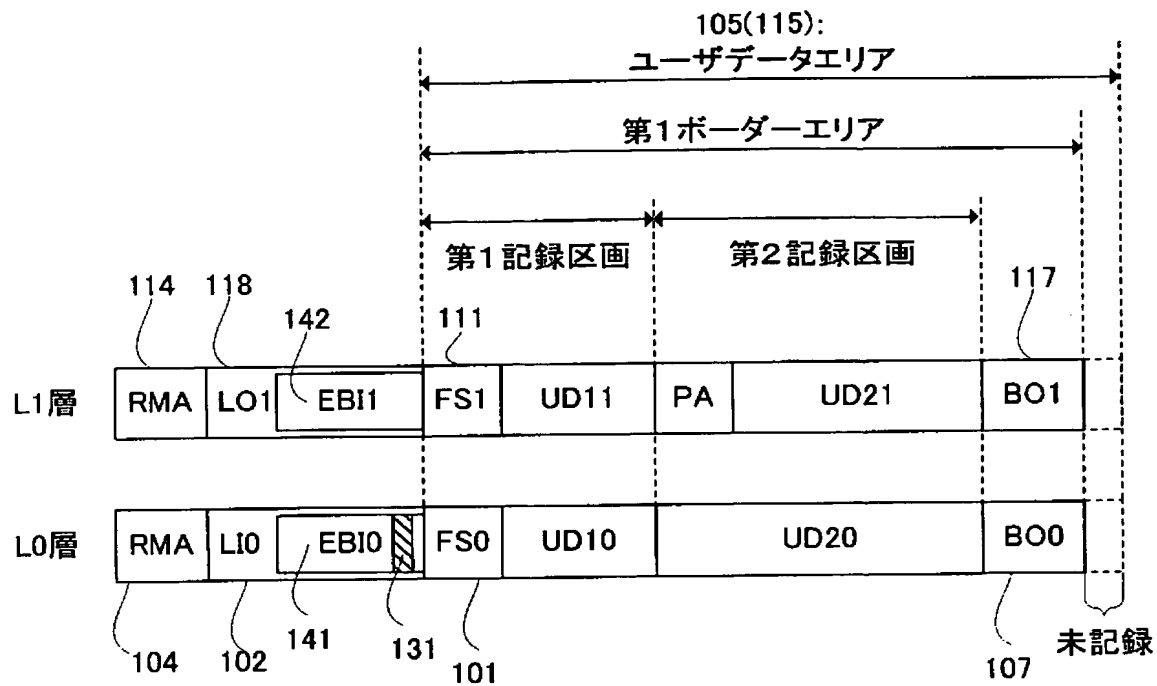 105(115):
ユーザデータエリア
第1ボーダーエリア
第1記録区画
第2記録区画
114
118
142
111
117
L1層
RMA
LO1
EBI1
FS1
UD11
PA
UD21
BO1
L0層
RMA
LI0
EBI0
FS0
UD10
UD20
BO0
104
102
141
131
101
107
未記録